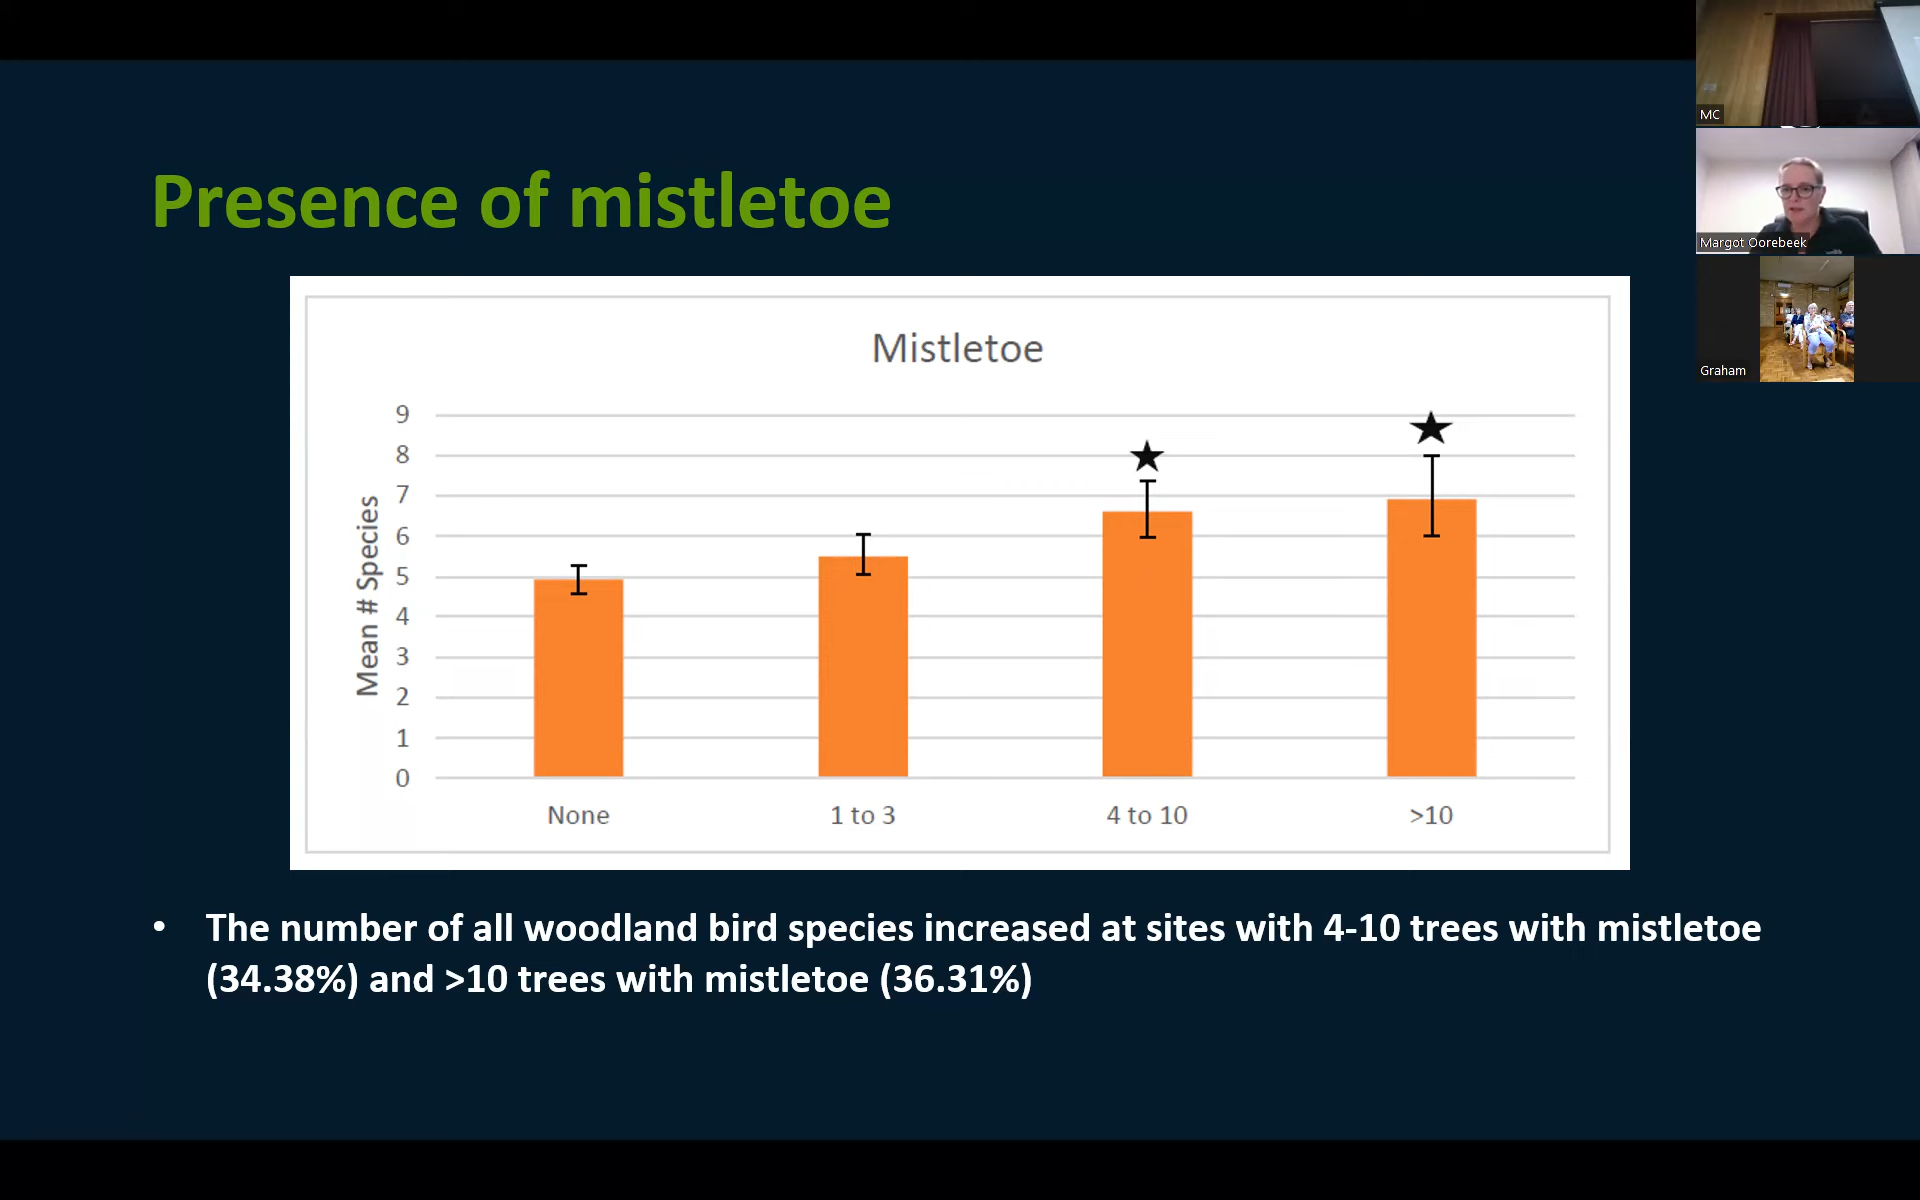 Presence of mistletoe
Mistletoe
Mean # Species
9
8
7
6
5
4
3
2
1
0
None
1 to 3
4 to 10
>10
• The number of all woodland bird species increased at sites with 4-10 trees with mistletoe
(34.38%) and >10 trees with mistletoe (36.31%)
MC
Margot Oorebeek
Graham